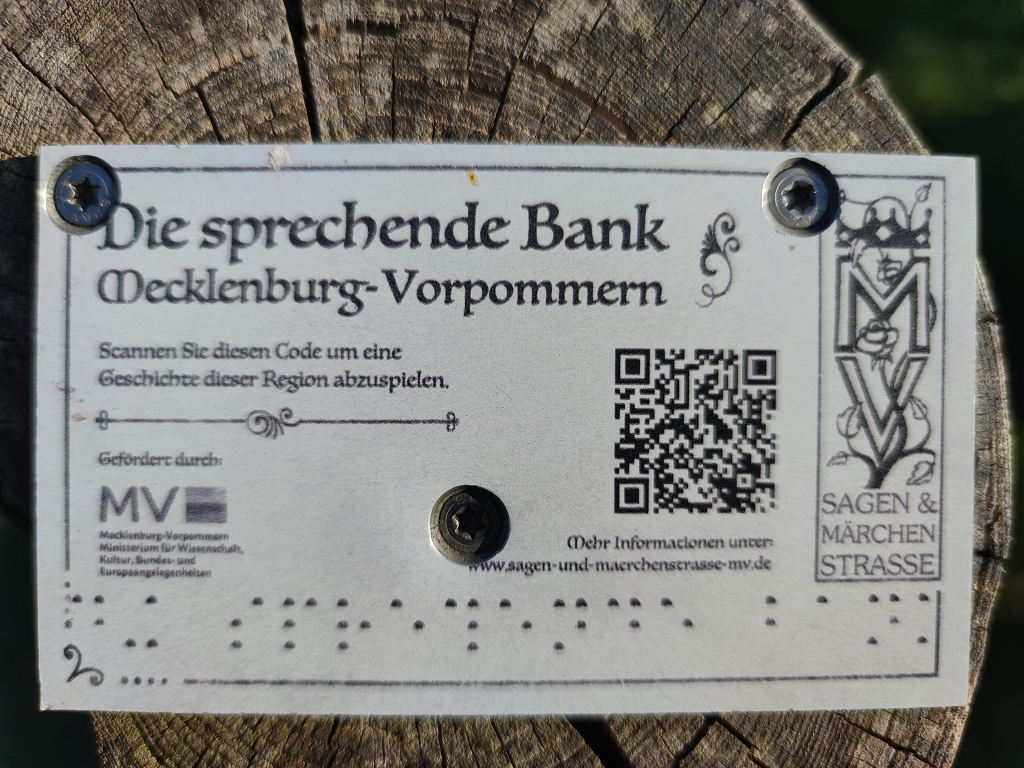 Die sprechende Bank
Mecklenburg-Vorpommern
Scannen Sie diesen Code um eine
Geschichte dieser Region abzuspielen.
Gefördert durch:
MV
Mecklenburg-Vorpommern
Ministerium für Wissenschaft,
Kultur, Bundes- und
Europaangelegenheiten
Mehr Informationen unter:
www.sagen-und-maerchenstrasse-mv.de
MV
SAGEN &
MÄRCHEN
STRASSE